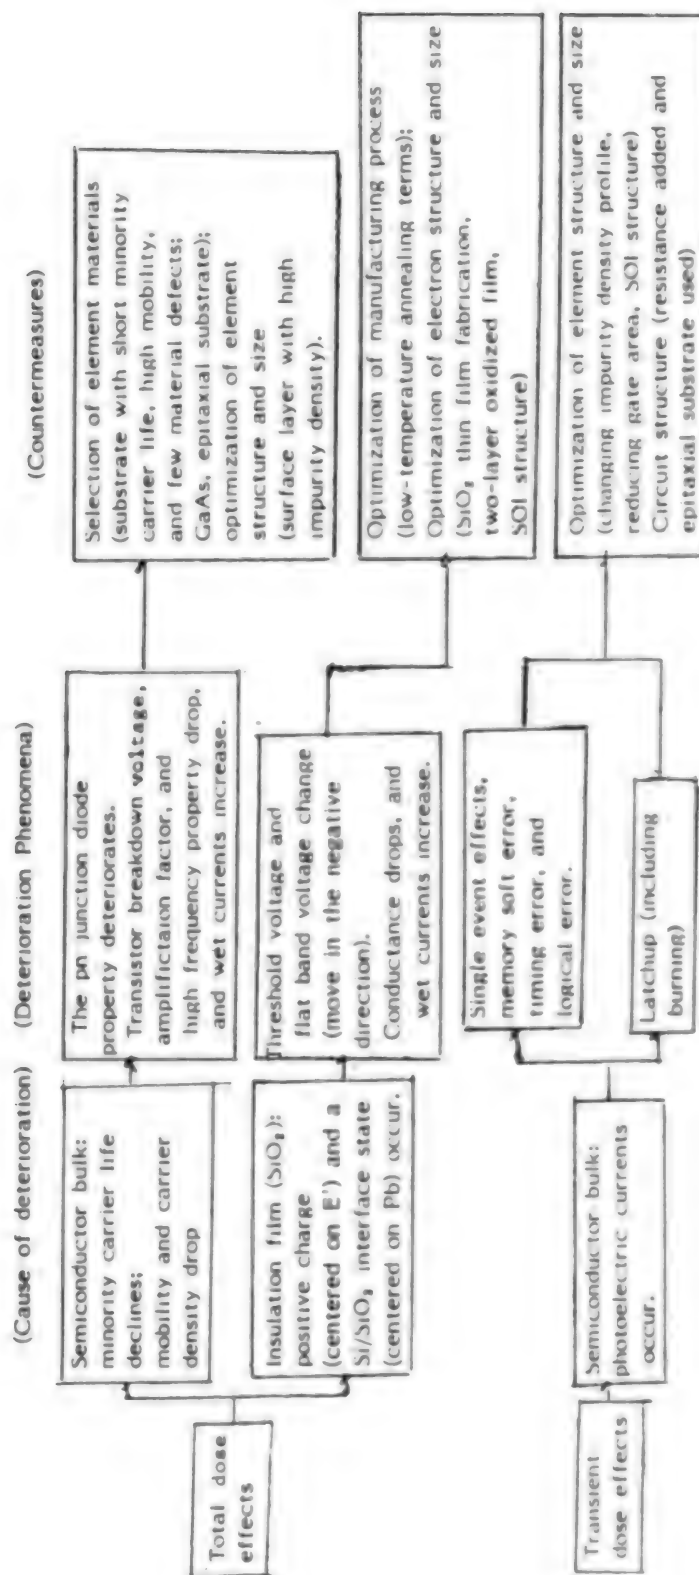 (Cause of deterioration)
(Deterioration Phenomena)
(Countermeasures)
Total dose
effects
Semiconductor bulk:
minority carrier life
declines;
mobility and carrier
density drop
The pn junction diode
property deteriorates.
Transistor breakdown voltage,
amplifictaion factor, and
high frequency property drop,
and wet currents increase.
Selection of element materials
(substrate with short minority
carrier life, high mobility,
and few material defects;
GaAs, epitaxial substrate);
optimization of element
structure and size
(surface layer with high
impurity density).
Insulation film (SiO₂):
positive charge
(centered on E') and a
Si/SiO₂ interface state
(centered on Pb) occur.
Threshold voltage and
flat band voltage change
(move in the negative
direction).
Conductance drops, and
wet currents increase.
Optimization of manufacturing process
(low-temperature annealing terms);
Optimization of electron structure and size
(SiO₂ thin film fabrication,
two-layer oxidized film,
SOI structure)
Transient
dose effects
Semiconductor bulk:
photoelectric currents
occur.
Single event effects,
memory soft error,
timing error, and
logical error.
Latchup (including
burning)
Optimization of element structure and size
(changing impurity density profile,
reducing gate area, SOI structure)
Circuit structure (resistance added and
epitaxial substrate used)